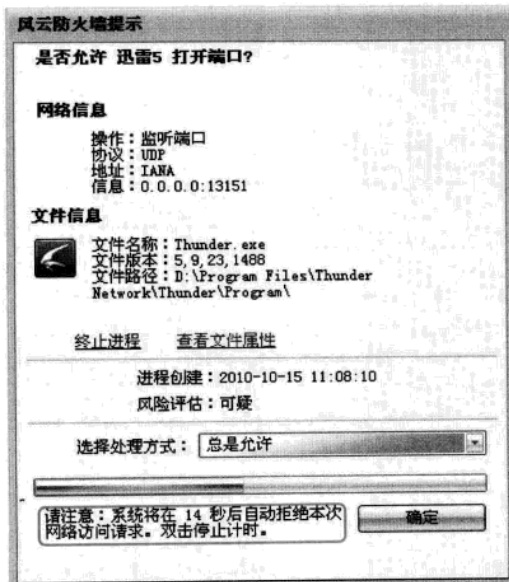 风云防火墙提示
是否允许 迅雷5 打开端口?
网络信息
操作：监听端口
协议：UDP
地址：IANA
信息：0.0.0.0:13151
文件信息
文件名称：Thunder.exe
文件版本：5,9,23,1488
文件路径：D:\Program Files\Thunder
Network\Thunder\Program\
终止进程 查看文件属性
进程创建：2010-10-15 11:08:10
风险评估：可疑
选择处理方式： 总是允许
请注意：系统将在 14 秒后自动拒绝本次
网络访问请求。双击停止计时。
确定